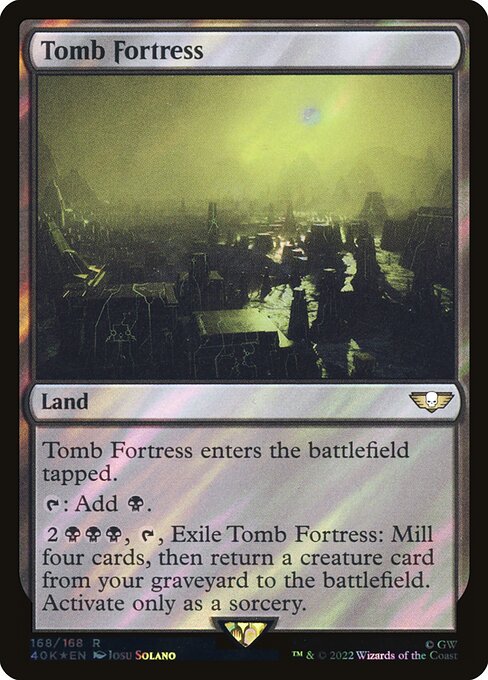 Tomb Fortress
Land
Tomb Fortress enters the battlefield
tapped.
: Add .
2 , , Exile Tomb Fortress: Mill
four cards, then return a creature card
from your graveyard to the battlefield.
Activate only as a sorcery.
168/168 R
© GW
40K★EN Iosu Solano
™ & © 2022 Wizards of the Coast